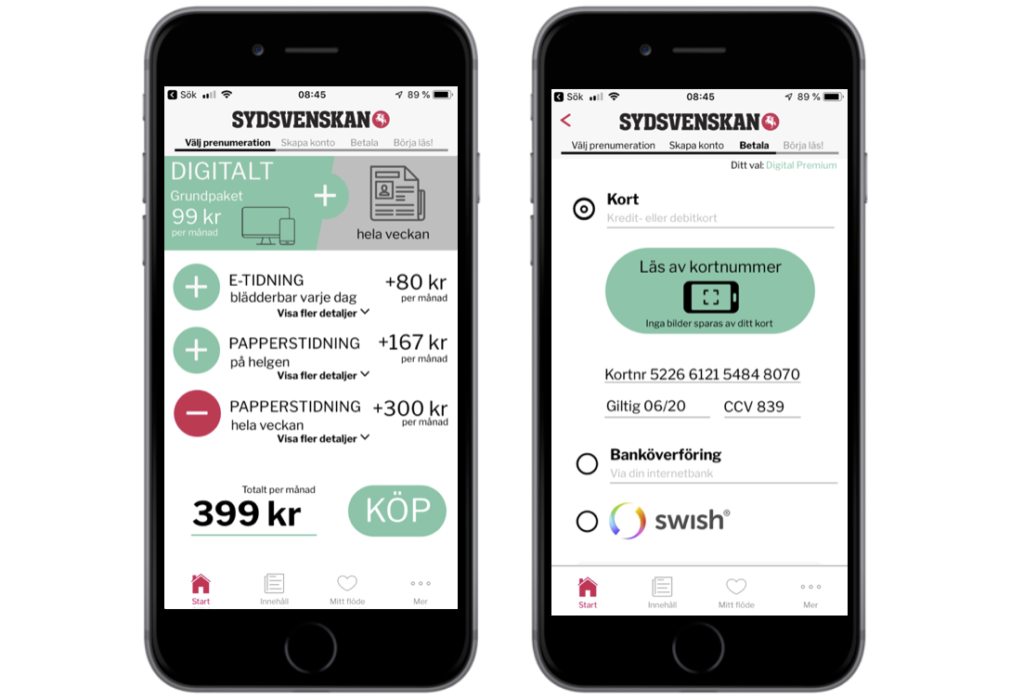 Sök 08:45 89 %
SYDSVENSKAN
Välj prenumeration Skapa konto Betala Börja läs!
DIGITALT
Grundpaket
99 kr
per månad
+
hela veckan
+ E-TIDNING +80 kr
blädderbar varje dag per månad
Visa fler detaljer
+ PAPPERSTIDNING +167 kr
på helgen per månad
Visa fler detaljer
− PAPPERSTIDNING +300 kr
hela veckan per månad
Visa fler detaljer
Totalt per månad
399 kr KÖP
Start Innehåll Mitt flöde Mer
Sök 08:45 89 %
SYDSVENSKAN
Välj prenumeration Skapa konto Betala Börja läs!
Ditt val: Digital Premium
Kort
Kredit- eller debitkort
Läs av kortnummer
Inga bilder sparas av ditt kort
Kortnr 5226 6121 5484 8070
Giltig 06/20 CCV 839
Banköverföring
Via din internetbank
swish®
Start Innehåll Mitt flöde Mer